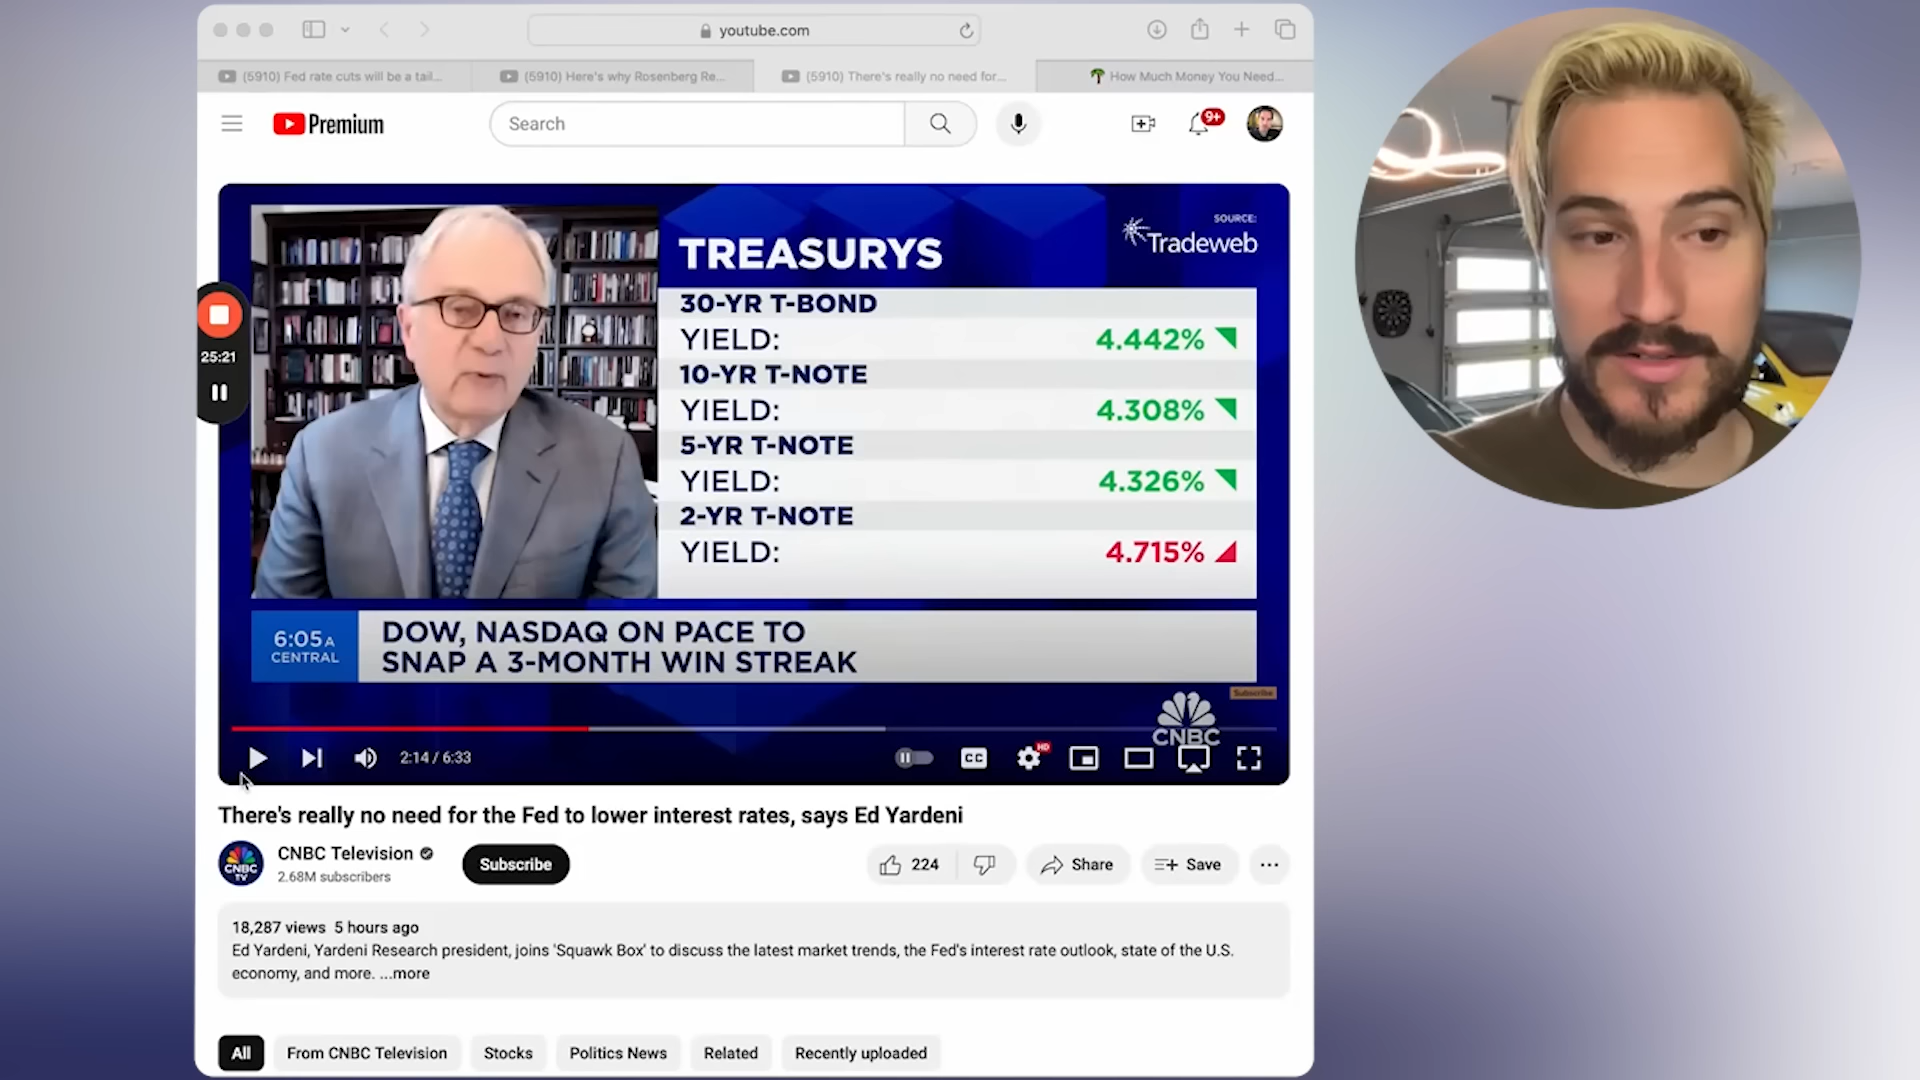 youtube.com
(5910) Fed rate cuts will be a tail...
(5910) Here's why Rosenberg Re...
(5910) There's really no need for...
How Much Money You Need...
Premium
Search
9+
SOURCE:
Tradeweb
TREASURYS
30-YR T-BOND
YIELD: 4.442%
10-YR T-NOTE
YIELD: 4.308%
5-YR T-NOTE
YIELD: 4.326%
2-YR T-NOTE
YIELD: 4.715%
25:21
6:05A
CENTRAL
DOW, NASDAQ ON PACE TO
SNAP A 3-MONTH WIN STREAK
Subscribe
CNBC
2:14 / 6:33
CC
HD
There's really no need for the Fed to lower interest rates, says Ed Yardeni
CNBC
TV
CNBC Television
2.68M subscribers
Subscribe
224
Share
Save
18,287 views 5 hours ago
Ed Yardeni, Yardeni Research president, joins 'Squawk Box' to discuss the latest market trends, the Fed's interest rate outlook, state of the U.S.
economy, and more. ...more
All
From CNBC Television
Stocks
Politics News
Related
Recently uploaded